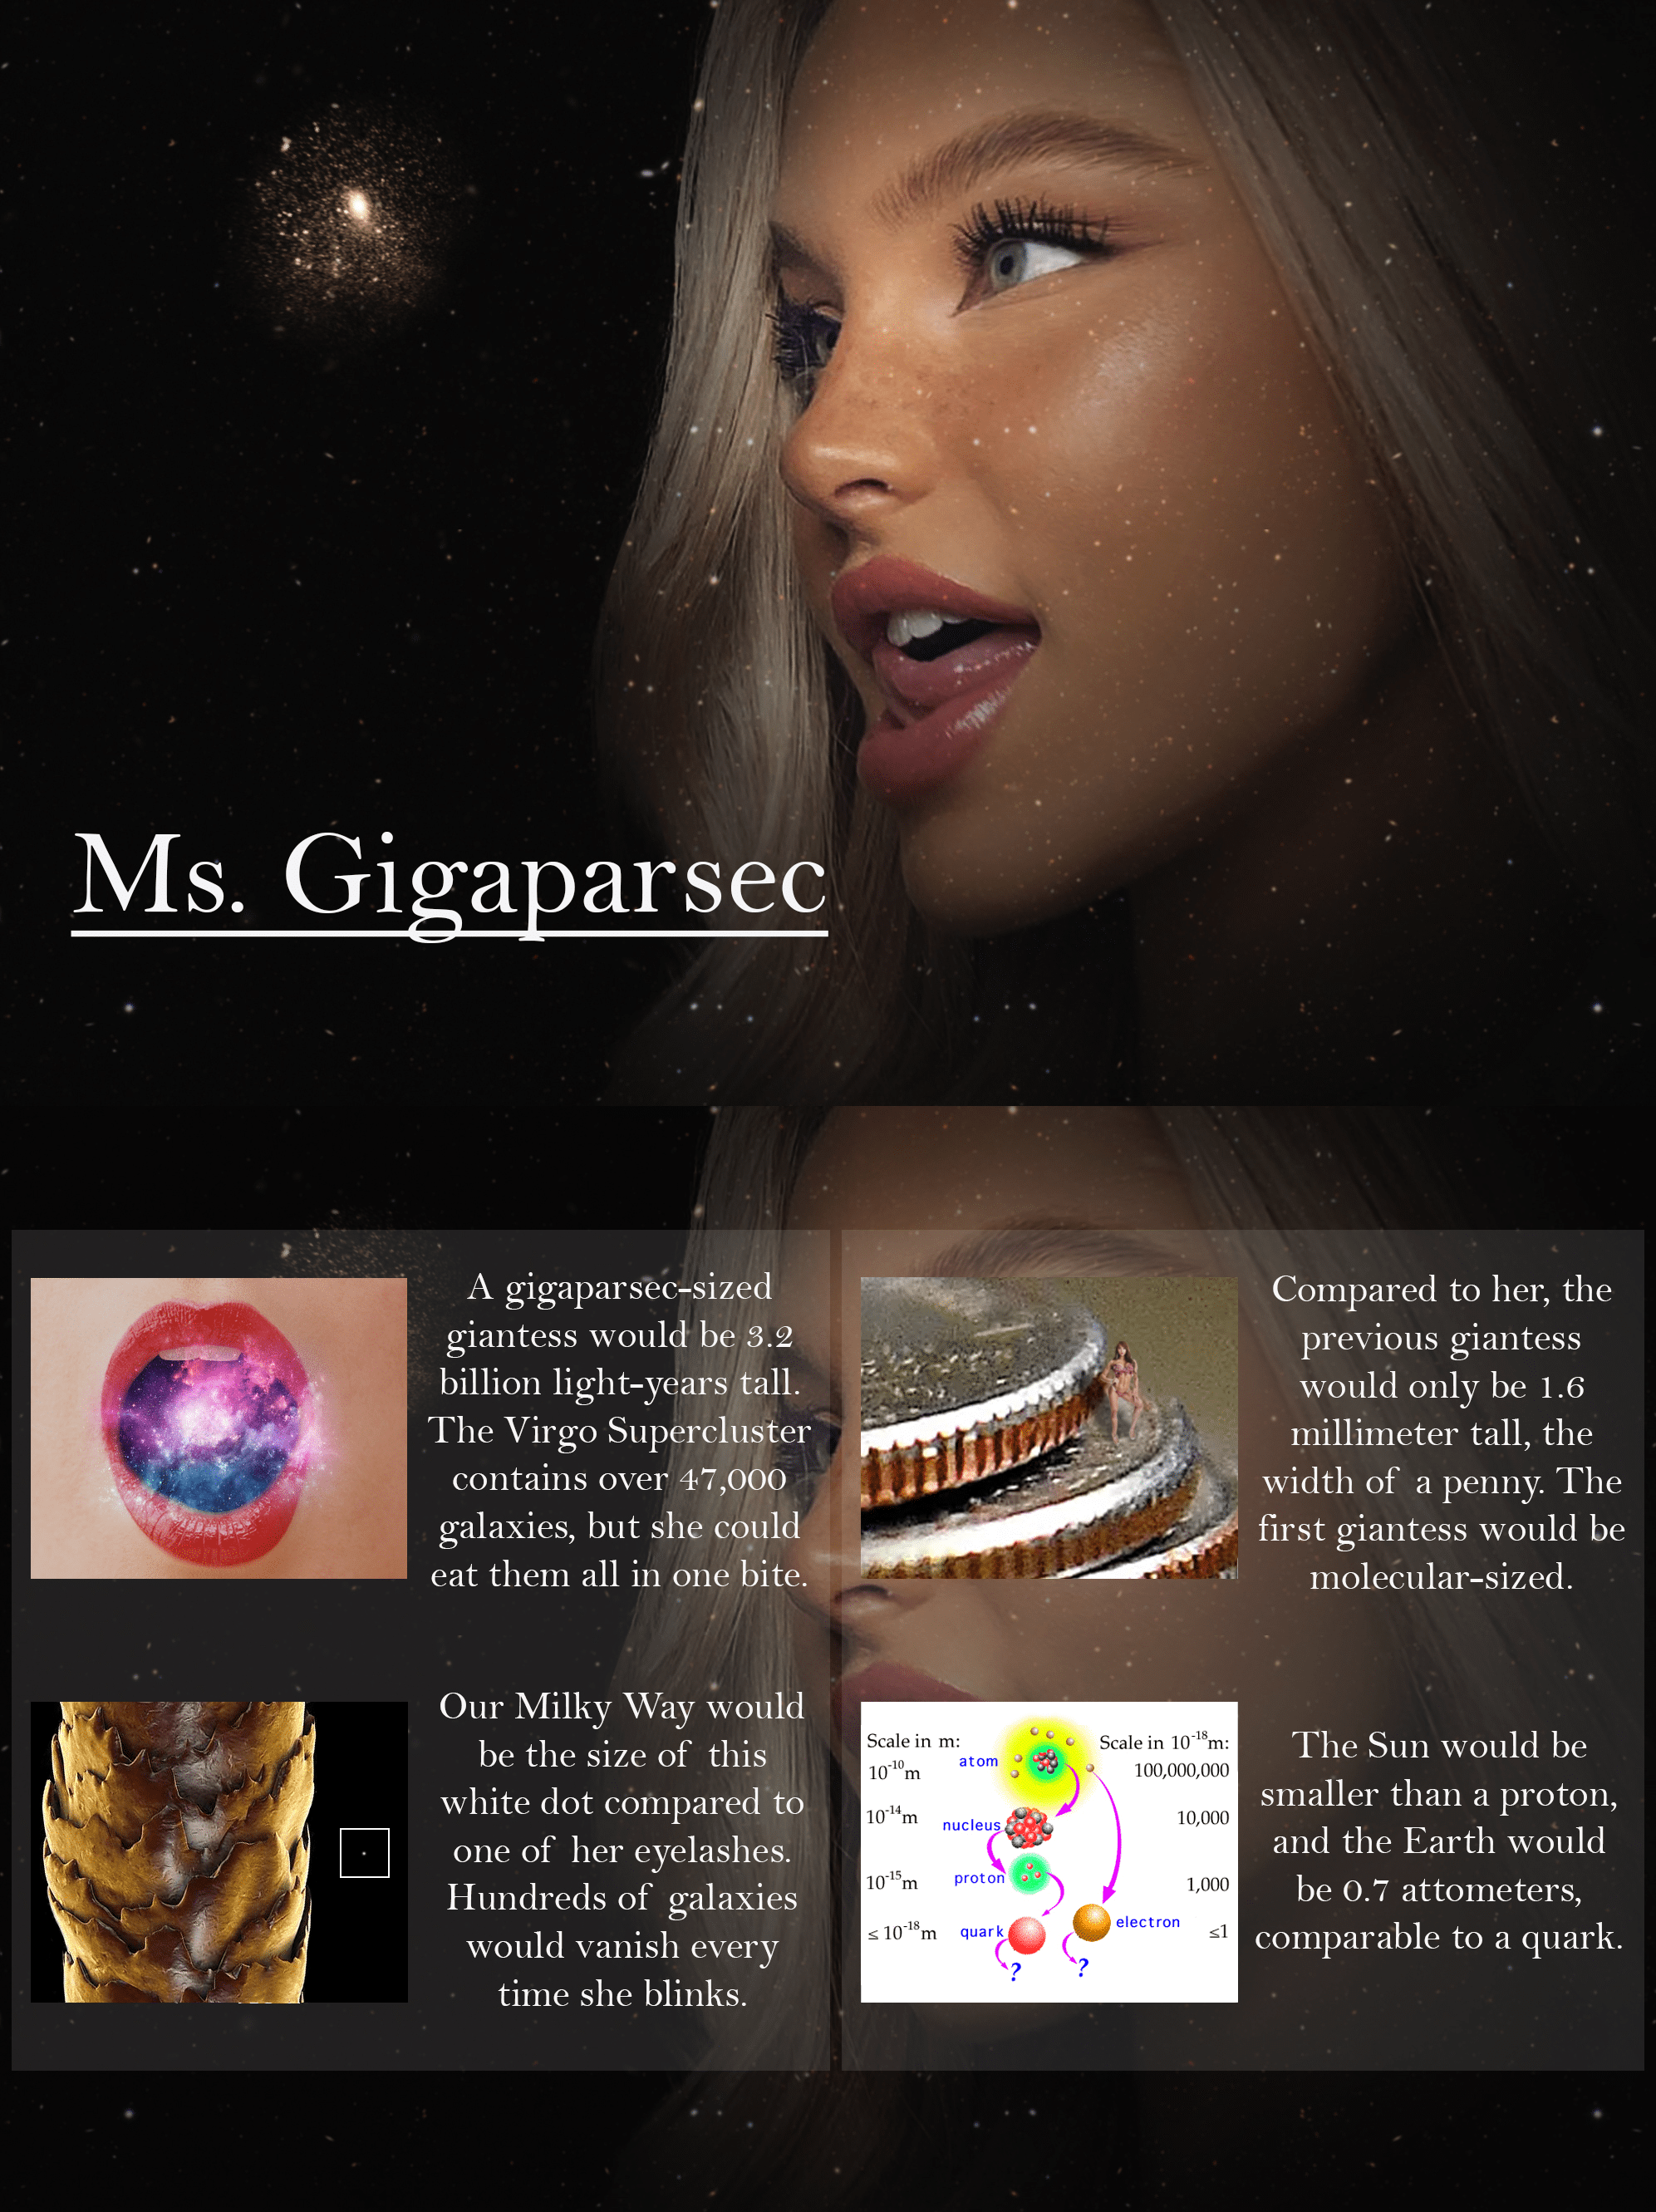 Ms. Gigaparsec
A gigaparsec-sized
giantess would be 3.2
billion light-years tall.
The Virgo Supercluster
contains over 47,000
galaxies, but she could
eat them all in one bite.
Our Milky Way would
be the size of this
white dot compared to
one of her eyelashes.
Hundreds of galaxies
would vanish every
time she blinks.
Compared to her, the
previous giantess
would only be 1.6
millimeter tall, the
width of a penny. The
first giantess would be
molecular-sized.
Scale in m:
Scale in 10⁻¹⁸m:
10⁻¹⁰m
atom
100,000,000
10⁻¹⁴m
nucleus
10,000
10⁻¹⁵m
proton
1,000
≤ 10⁻¹⁸m
quark
electron
≤1
?
?
The Sun would be
smaller than a proton,
and the Earth would
be 0.7 attometers,
comparable to a quark.